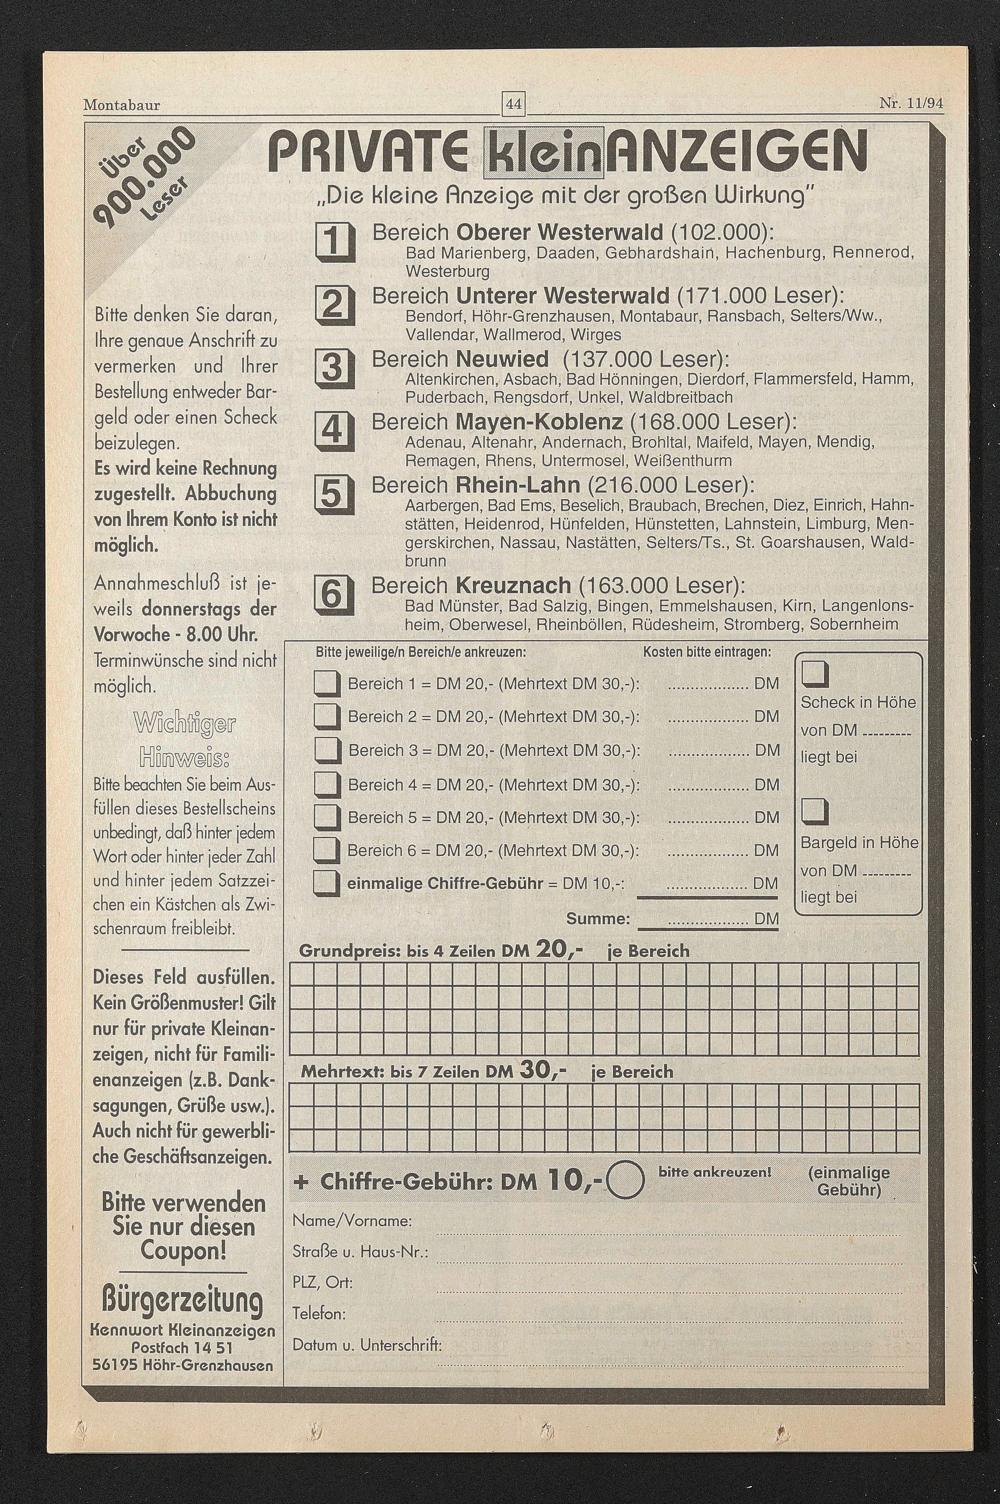 Montabaur
44
Nr. 11/94
Über
900.000
Leser
PRIVATE kleinANZEIGEN
„Die kleine Anzeige mit der großen Wirkung"
1 Bereich Oberer Westerwald (102.000):
Bad Marienberg, Daaden, Gebhardshain, Hachenburg, Rennerod,
Westerburg
2 Bereich Unterer Westerwald (171.000 Leser):
Bendorf, Höhr-Grenzhausen, Montabaur, Ransbach, Selters/Ww.,
Vallendar, Wallmerod, Wirges
3 Bereich Neuwied (137.000 Leser):
Altenkirchen, Asbach, Bad Hönningen, Dierdorf, Flammersfeld, Hamm,
Puderbach, Rengsdorf, Unkel, Waldbreitbach
4 Bereich Mayen-Koblenz (168.000 Leser):
Adenau, Altenahr, Andernach, Brohltal, Maifeld, Mayen, Mendig,
Remagen, Rhens, Untermosel, Weißenthurm
5 Bereich Rhein-Lahn (216.000 Leser):
Aarbergen, Bad Ems, Beselich, Braubach, Brechen, Diez, Einrich, Hahn-
stätten, Heidenrod, Hünfelden, Hünstetten, Lahnstein, Limburg, Men-
gerskirchen, Nassau, Nastätten, Selters/Ts., St. Goarshausen, Wald-
brunn
6 Bereich Kreuznach (163.000 Leser):
Bad Münster, Bad Salzig, Bingen, Emmelshausen, Kirn, Langenlons-
heim, Oberwesel, Rheinböllen, Rüdesheim, Stromberg, Sobernheim
Bitte denken Sie daran,
Ihre genaue Anschrift zu
vermerken und Ihrer
Bestellung entweder Bar-
geld oder einen Scheck
beizulegen.
Es wird keine Rechnung
zugestellt. Abbuchung
von Ihrem Konto ist nicht
möglich.
Annahmeschluß ist je-
weils donnerstags der
Vorwoche - 8.00 Uhr.
Terminwünsche sind nicht
möglich.
Wichtiger
Hinweis:
Bitte beachten Sie beim Aus-
füllen dieses Bestellscheins
unbedingt, daß hinter jedem
Wort oder hinter jeder Zahl
und hinter jedem Satzzei-
chen ein Kästchen als Zwi-
schenraum freibleibt.
Dieses Feld ausfüllen.
Kein Größenmuster! Gilt
nur für private Kleinan-
zeigen, nicht für Famili-
enanzeigen (z.B. Dank-
sagungen, Grüße usw.).
Auch nicht für gewerbli-
che Geschäftsanzeigen.
Bitte verwenden
Sie nur diesen
Coupon!
Bürgerzeitung
Kennwort Kleinanzeigen
Postfach 14 51
56195 Höhr-Grenzhausen
Bitte jeweilige/n Bereich/e ankreuzen: Kosten bitte eintragen:
Bereich 1 = DM 20,- (Mehrtext DM 30,-): .................. DM
Bereich 2 = DM 20,- (Mehrtext DM 30,-): .................. DM
Bereich 3 = DM 20,- (Mehrtext DM 30,-): .................. DM
Bereich 4 = DM 20,- (Mehrtext DM 30,-): .................. DM
Bereich 5 = DM 20,- (Mehrtext DM 30,-): .................. DM
Bereich 6 = DM 20,- (Mehrtext DM 30,-): .................. DM
einmalige Chiffre-Gebühr = DM 10,-: .................. DM
Summe: .................. DM
Scheck in Höhe
von DM ---------
liegt bei
Bargeld in Höhe
von DM ---------
liegt bei
Grundpreis: bis 4 Zeilen DM 20,- je Bereich
Mehrtext: bis 7 Zeilen DM 30,- je Bereich
+ Chiffre-Gebühr: DM 10,- bitte ankreuzen! (einmalige
Gebühr)
Name/Vorname:
Straße u. Haus-Nr.:
PLZ, Ort:
Telefon:
Datum u. Unterschrift: